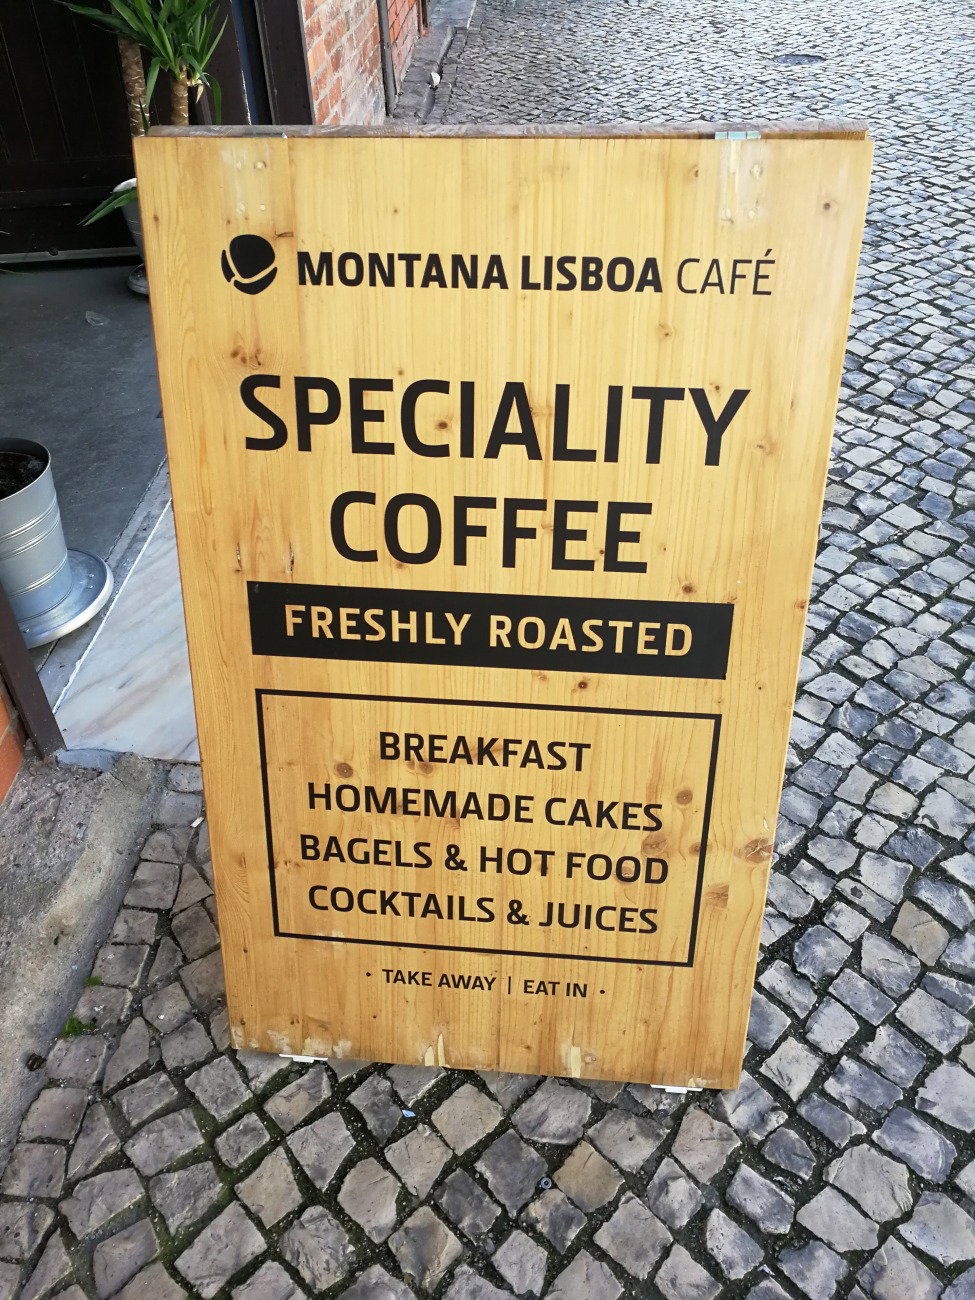 MONTANA LISBOA CAFÉ
SPECIALITY
COFFEE
FRESHLY ROASTED
BREAKFAST
HOMEMADE CAKES
BAGELS & HOT FOOD
COCKTAILS & JUICES
• TAKE AWAY | EAT IN •